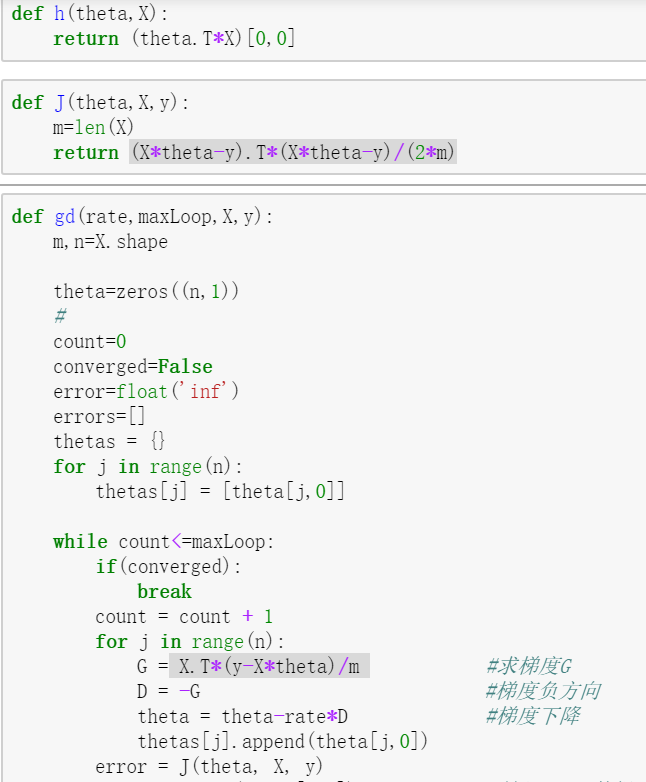 def h(theta,X):
    return (theta.T*X)[0,0]
def J(theta,X,y):
    m=len(X)
    return (X*theta-y).T*(X*theta-y)/(2*m)
def gd(rate,maxLoop,X,y):
    m,n=X.shape
    theta=zeros((n,1))
    #
    count=0
    converged=False
    error=float('inf')
    errors=[]
    thetas = {}
    for j in range(n):
        thetas[j] = [theta[j,0]]
    while count<=maxLoop:
        if(converged):
            break
        count = count + 1
        for j in range(n):
            G = X.T*(y-X*theta)/m #求梯度G
            D = -G #梯度负方向
            theta = theta-rate*D #梯度下降
            thetas[j].append(theta[j,0])
        error = J(theta, X, y)